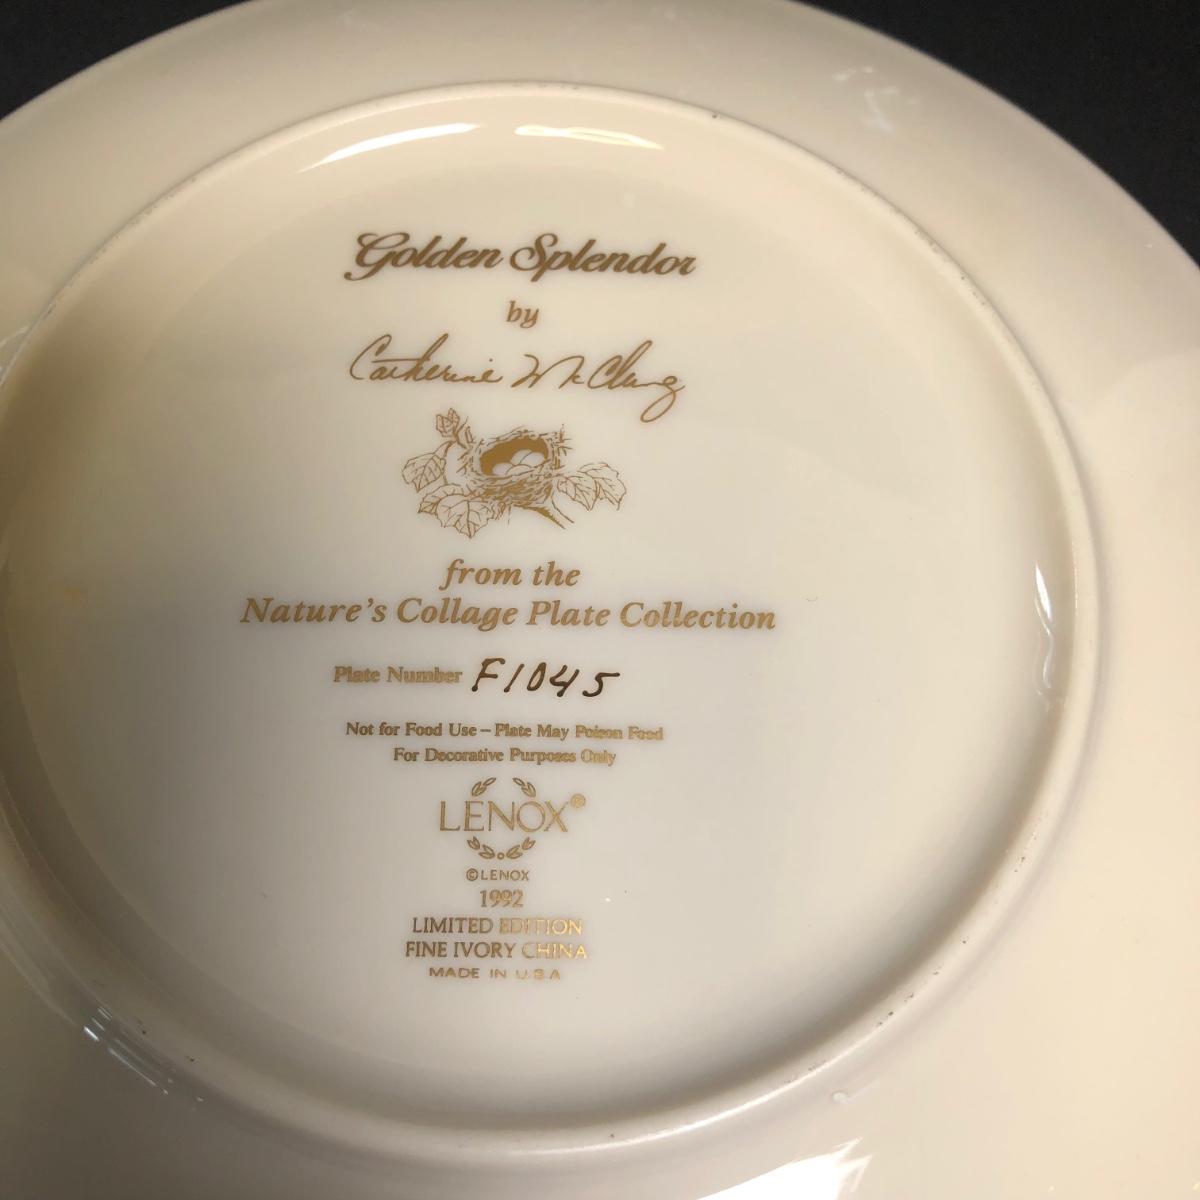 Golden Splendor
by
Catherine McClung
from the
Nature's Collage Plate Collection
Plate Number F1045
Not for Food Use – Plate May Poison Food
For Decorative Purposes Only
LENOX®
©LENOX
1992
LIMITED EDITION
FINE IVORY CHINA
MADE IN U.S.A